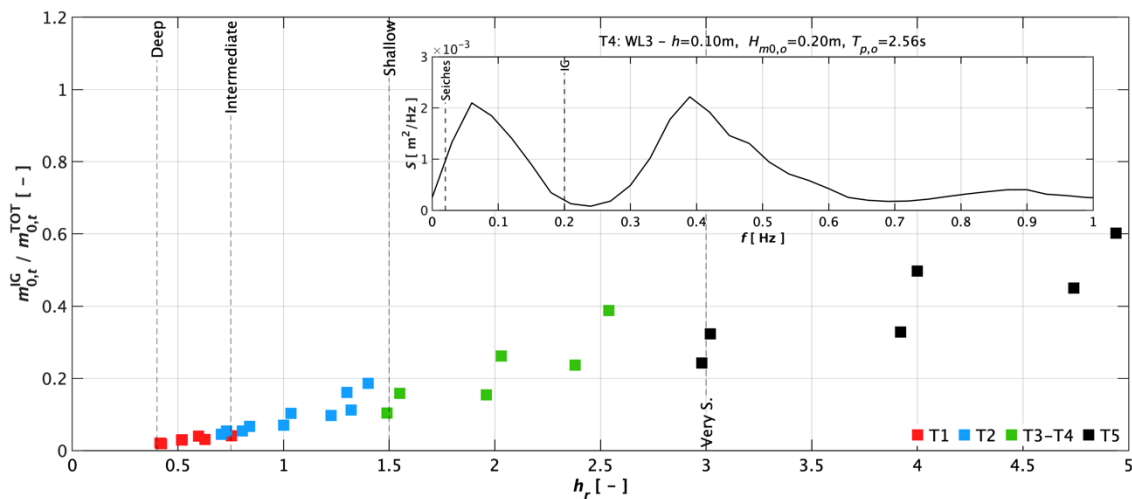 T4: WL3 – h=0.10m, Hm0,o=0.20m, Tp,o=2.56s
×10⁻³
3
2
1
0
S [ m²/Hz ]
Seiches
IG
0 0.1 0.2 0.3 0.4 0.5 0.6 0.7 0.8 0.9 1
f [ Hz ]
1.2
1
0.8
0.6
0.4
0.2
0
m0,t^IG / m0,t^TOT [ – ]
Deep
Intermediate
Shallow
Very S.
T1 T2 T3–T4 T5
0 0.5 1 1.5 2 2.5 3 3.5 4 4.5 5
hr [ – ]